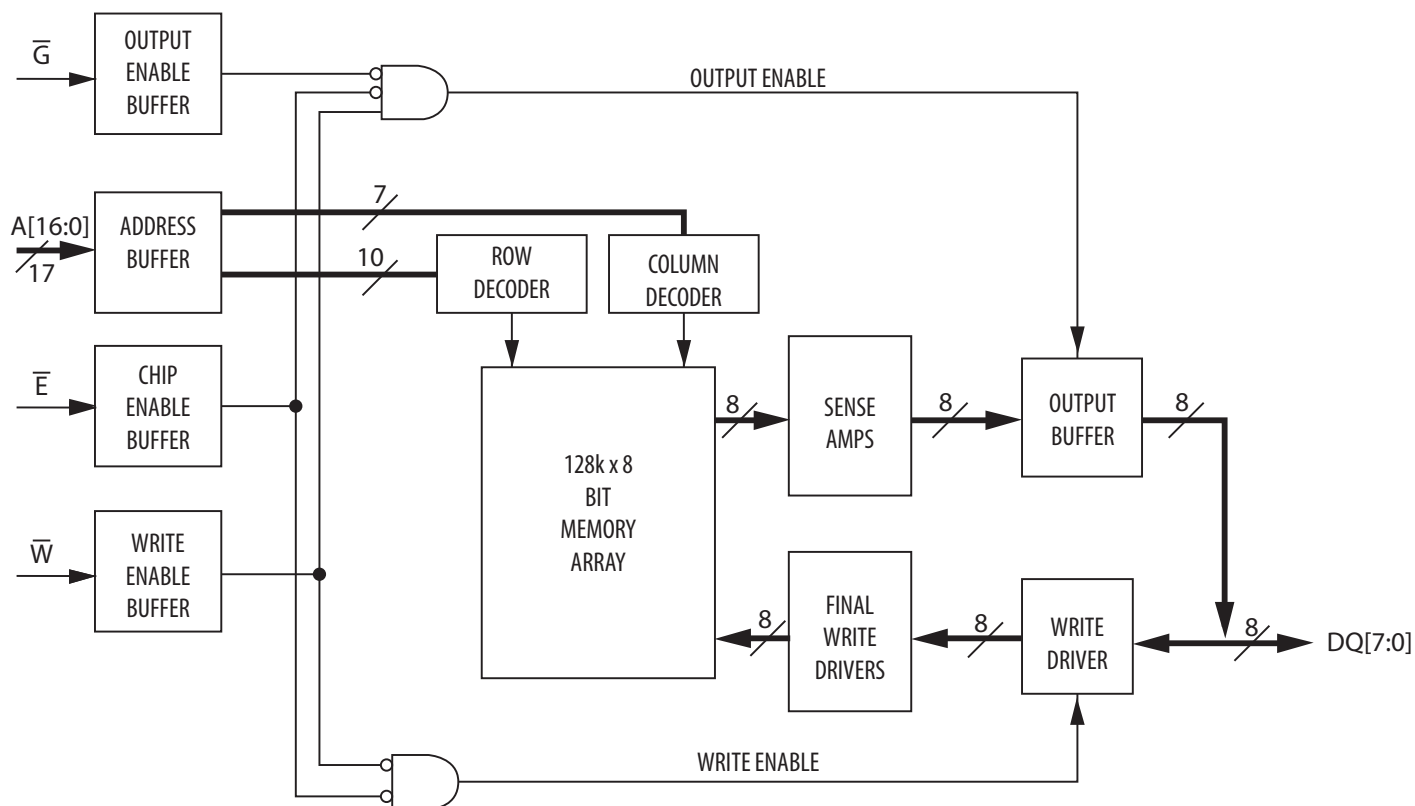 G̅
OUTPUT
ENABLE
BUFFER
OUTPUT ENABLE
A[16:0]
17
ADDRESS
BUFFER
7
10
ROW
DECODER
COLUMN
DECODER
E̅
CHIP
ENABLE
BUFFER
128k x 8
BIT
MEMORY
ARRAY
8
SENSE
AMPS
8
OUTPUT
BUFFER
8
W̅
WRITE
ENABLE
BUFFER
8
FINAL
WRITE
DRIVERS
8
WRITE
DRIVER
8
DQ[7:0]
WRITE ENABLE